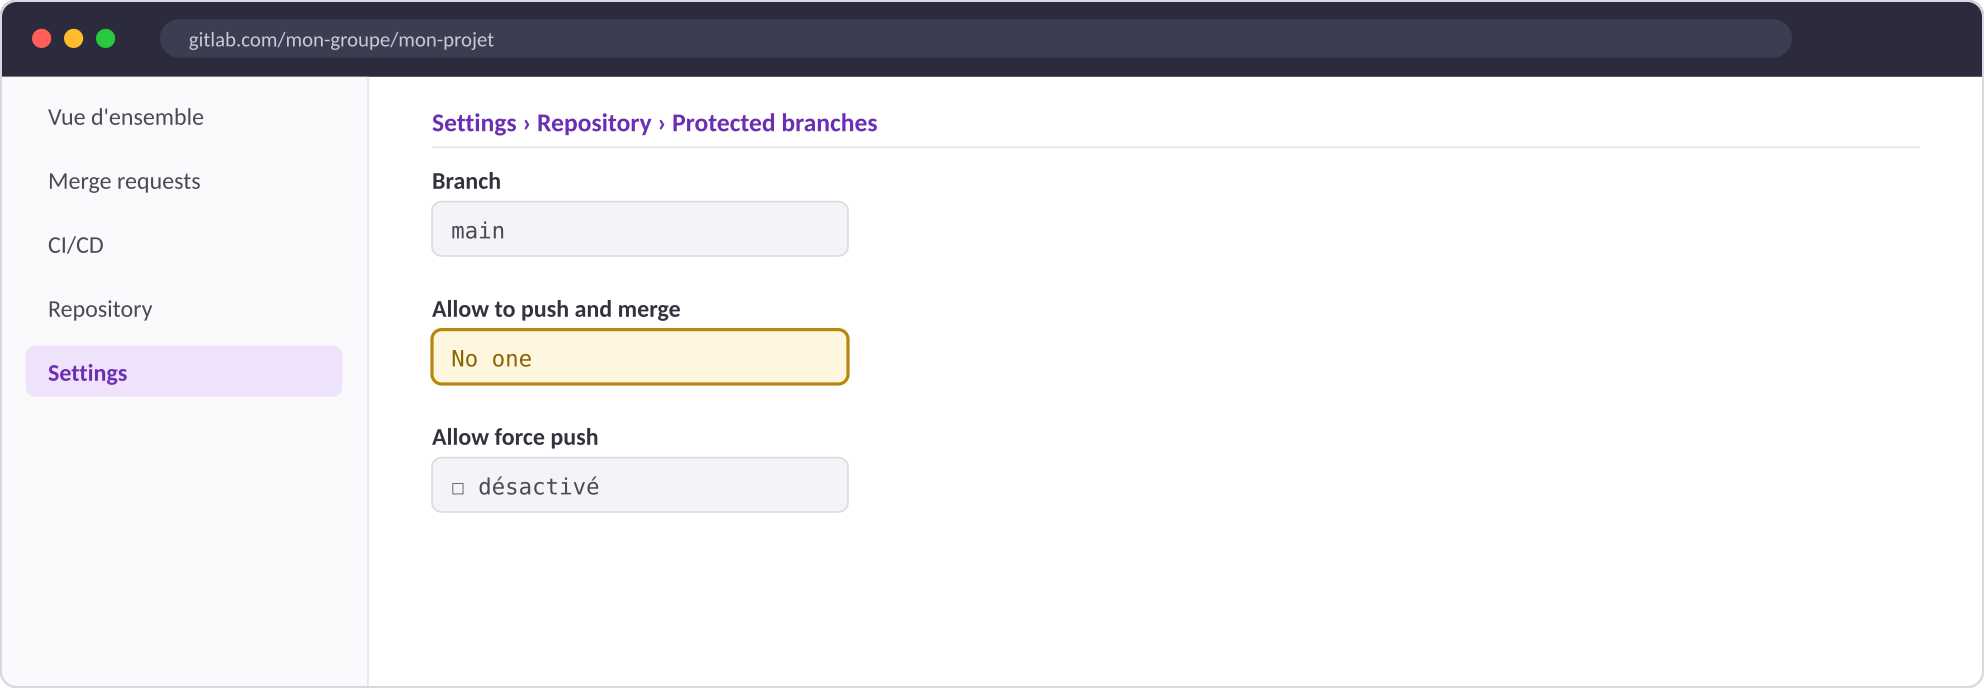 gitlab.com/mon-groupe/mon-projet
Vue d'ensemble
Merge requests
CI/CD
Repository
Settings
Settings › Repository › Protected branches
Branch
main
Allow to push and merge
No one
Allow force push
☐ désactivé